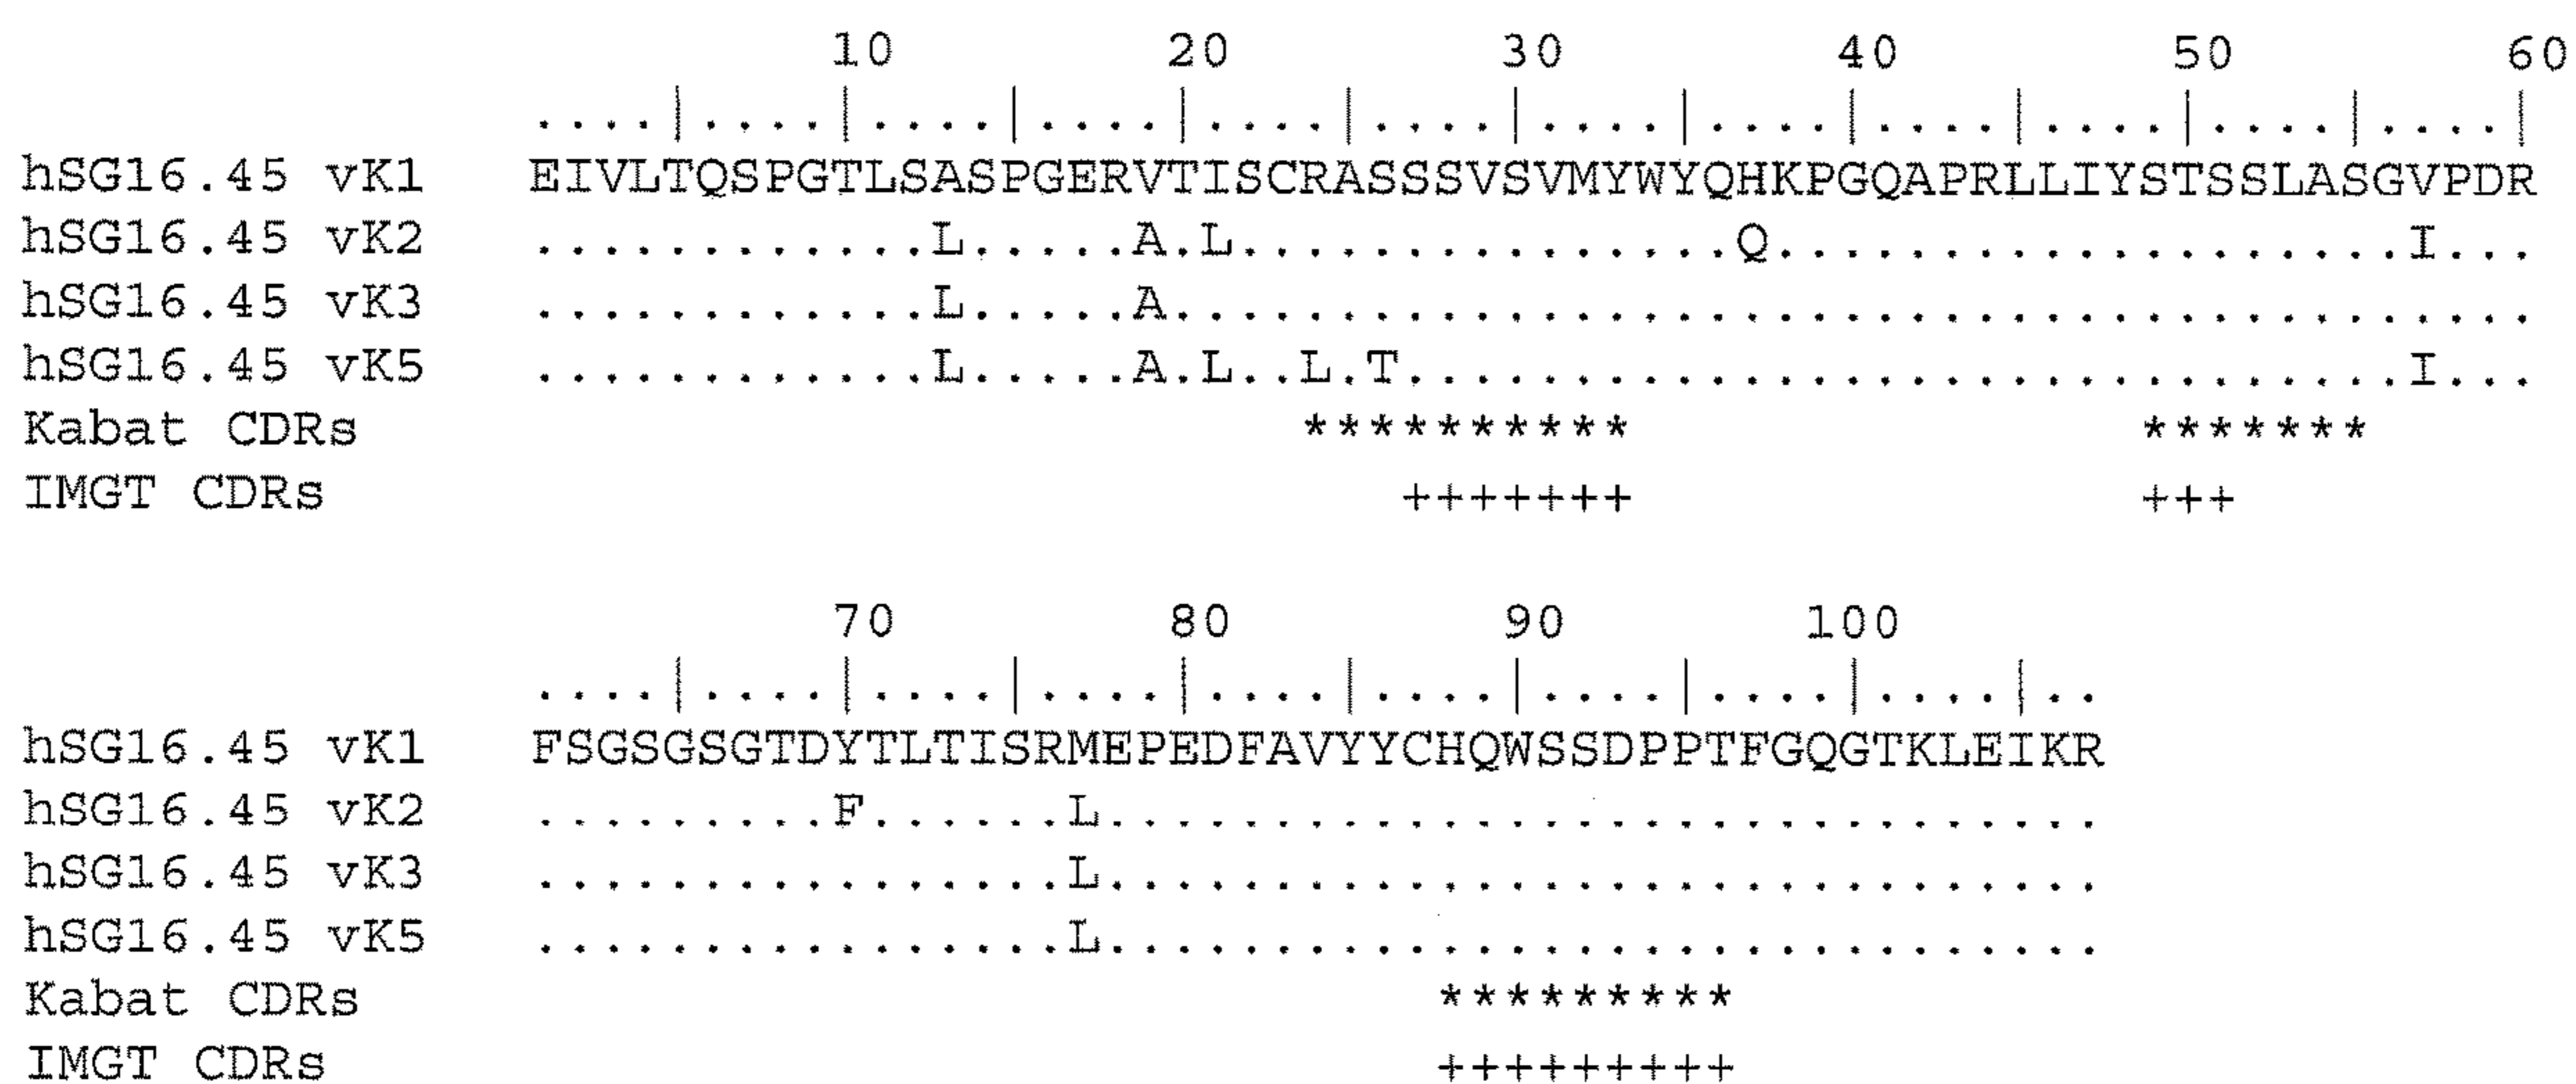 10 20 30 40 50 60
....|....|....|....|....|....|....|....|....|....|....|....|
hSG16.45 vK1 EIVLTQSPGTLSASPGERVTISCRASSSVSVMYWYQHKPGQAPRLLIYSTSSLASGVPDR
hSG16.45 vK2 ............L.....A.L...............Q...................I...
hSG16.45 vK3 ............L.....A.........................................
hSG16.45 vK5 ............L.....A.L..L.T..............................I...
Kabat CDRs ********** *******
IMGT CDRs +++++++ +++
70 80 90 100
....|....|....|....|....|....|....|....|....|..
hSG16.45 vK1 FSGSGSGTDYTLTISRMEPEDFAVYYCHQWSSDPPTFGQGTKLEIKR
hSG16.45 vK2 .........F......L..............................
hSG16.45 vK3 ................L..............................
hSG16.45 vK5 ................L..............................
Kabat CDRs *********
IMGT CDRs +++++++++